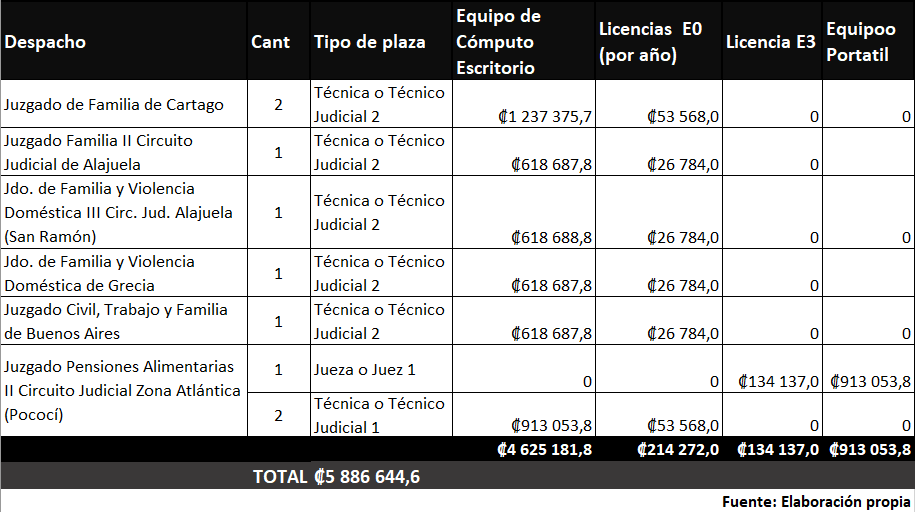 Despacho Cant Tipo de plaza Equipo de Cómputo Escritorio Licencias E0 (por año) Licencia E3 Equipoo Portatil
Juzgado de Familia de Cartago 2 Técnica o Técnico Judicial 2 ₡1 237 375,7 ₡53 568,0 0 0
Juzgado Familia II Circuito Judicial de Alajuela 1 Técnica o Técnico Judicial 2 ₡618 687,8 ₡26 784,0 0
Jdo. de Familia y Violencia Doméstica III Circ. Jud. Alajuela (San Ramón) 1 Técnica o Técnico Judicial 2 ₡618 688,8 ₡26 784,0 0 0
Jdo. de Familia y Violencia Doméstica de Grecia 1 Técnica o Técnico Judicial 2 ₡618 687,8 ₡26 784,0 0 0
Juzgado Civil, Trabajo y Familia de Buenos Aires 1 Técnica o Técnico Judicial 2 ₡618 687,8 ₡26 784,0 0 0
Juzgado Pensiones Alimentarias II Circuito Judicial Zona Atlántica (Pococí) 1 Jueza o Juez 1 0 0 ₡134 137,0 ₡913 053,8
2 Técnica o Técnico Judicial 1 ₡913 053,8 ₡53 568,0 0 0
₡4 625 181,8 ₡214 272,0 ₡134 137,0 ₡913 053,8
TOTAL ₡5 886 644,6
Fuente: Elaboración propia